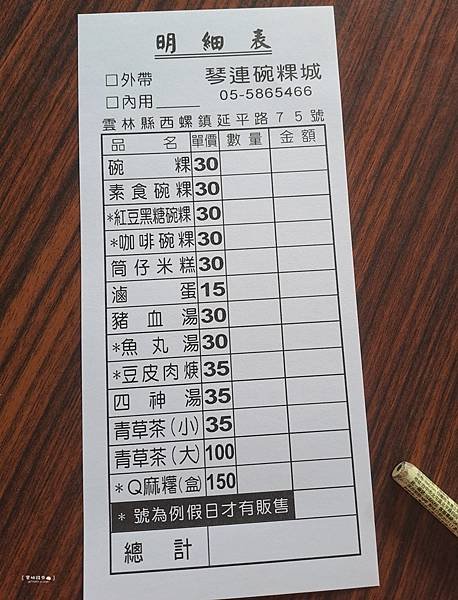 明細表
□外帶 琴連碗粿城
□內用____ 05-5865466
雲林縣西螺鎮延平路75號
品名 單價 數量 金額
碗粿 30
素食碗粿 30
*紅豆黑糖碗粿 30
*咖啡碗粿 30
筒仔米糕 30
滷蛋 15
豬血湯 30
*魚丸湯 30
*豆皮肉焿 35
四神湯 35
青草茶(小) 35
青草茶(大) 100
*Q麻糬(盒) 150
*號為例假日才有販售
總計